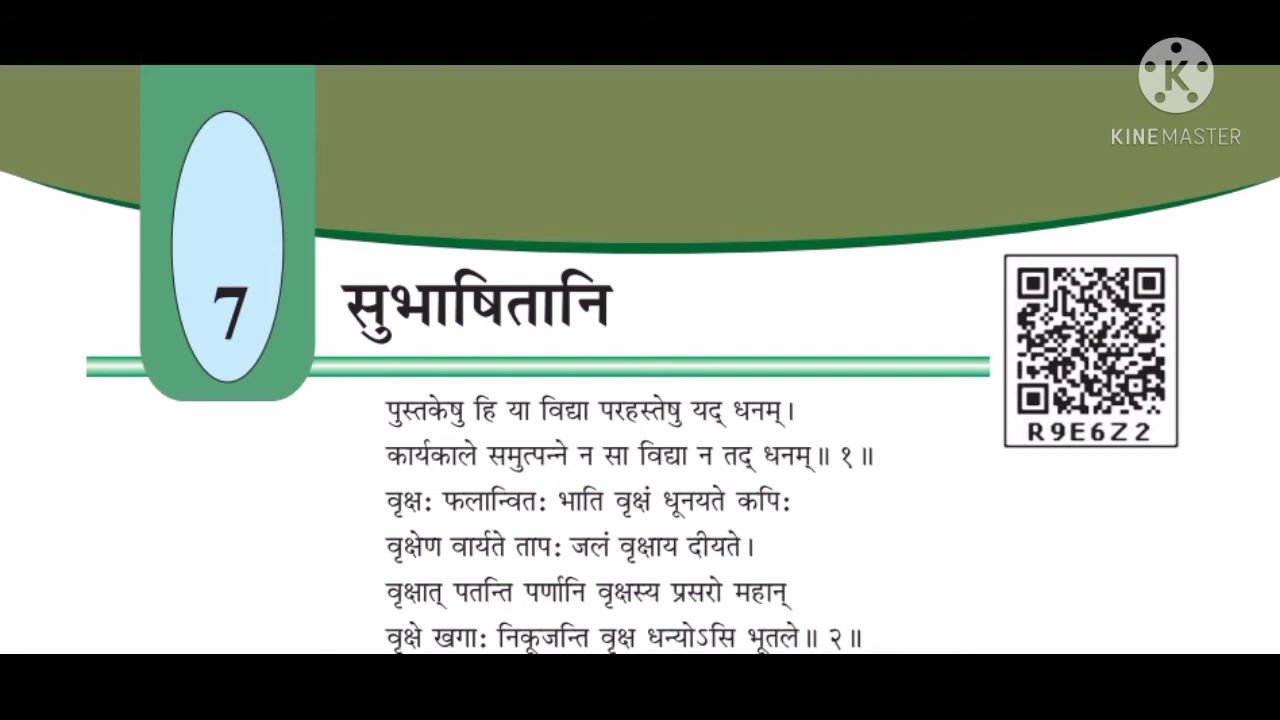 KINEMASTER
7
सुभाषितानि
R9E6Z2
पुस्तकेषु हि या विद्या परहस्तेषु यद् धनम्।
कार्यकाले समुत्पन्ने न सा विद्या न तद् धनम्॥ १॥
वृक्ष: फलान्वित: भाति वृक्षं धूनयते कपि:
वृक्षेण वार्यते ताप: जलं वृक्षाय दीयते।
वृक्षात् पतन्ति पर्णानि वृक्षस्य प्रसरो महान्
वृक्षे खगा: निकूजन्ति वृक्ष धन्योऽसि भूतले॥ २॥